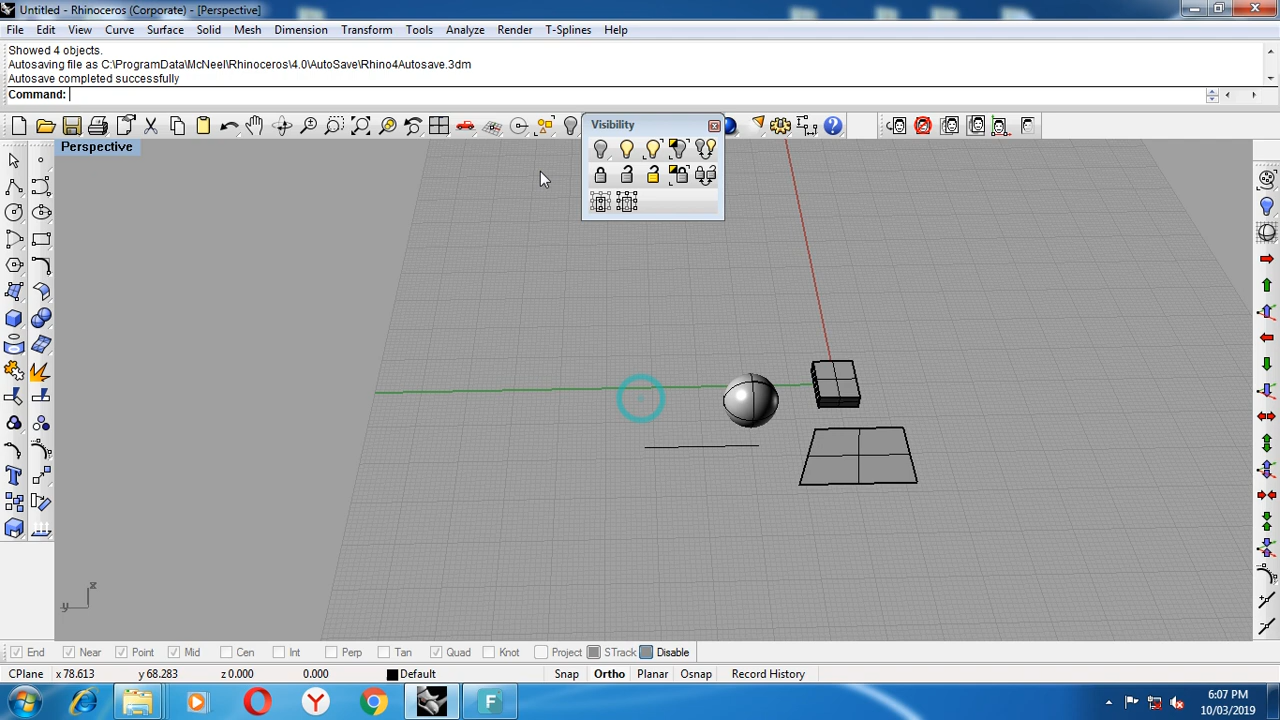 Untitled - Rhinoceros (Corporate) - [Perspective]
File Edit View Curve Surface Solid Mesh Dimension Transform Tools Analyze Render T-Splines Help
Showed 4 objects.
Autosaving file as C:\ProgramData\McNeel\Rhinoceros\4.0\AutoSave\Rhino4Autosave.3dm
Autosave completed successfully
Command:
Visibility
Perspective
z
y
End Near Point Mid Cen Int Perp Tan Quad Knot Project STrack Disable
CPlane x 78.613 y 68.283 z 0.000 0.000 Default Snap Ortho Planar Osnap Record History
6:07 PM
10/03/2019